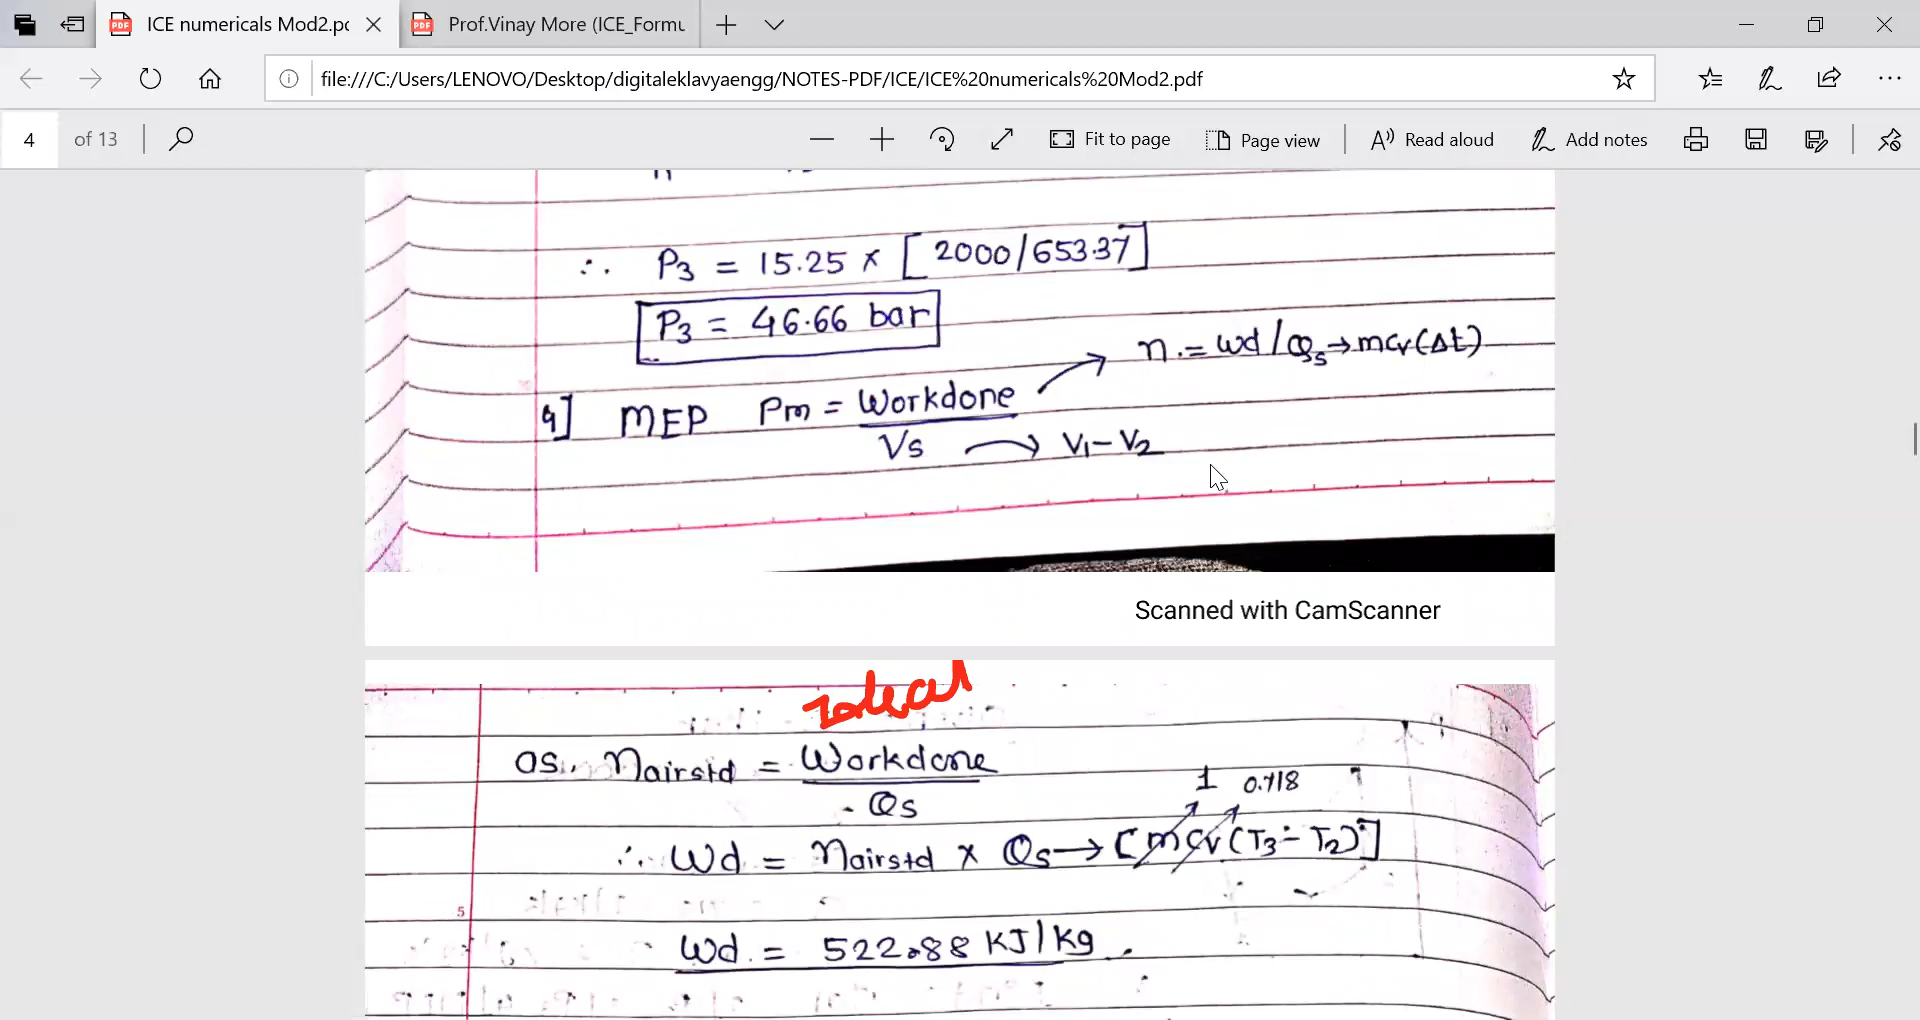 ICE numericals Mod2.pc
Prof.Vinay More (ICE_Formu
file:///C:/Users/LENOVO/Desktop/digitaleklavyaengg/NOTES-PDF/ICE/ICE%20numericals%20Mod2.pdf
4 of 13 Fit to page Page view Read aloud Add notes
∴ P3 = 15.25 × [2000/653.37]
P3 = 46.66 bar
η = wd/Qs → mcv(Δt)
4] MEP Pm = Workdone
Vs → V1-V2
Scanned with CamScanner
Ideal
as. ηairstd = Workdone
Qs
1 0.718
∴ Wd = ηairstd × Qs → [mcv(T3-T2)]
5
Wd = 522.88 KJ/kg.